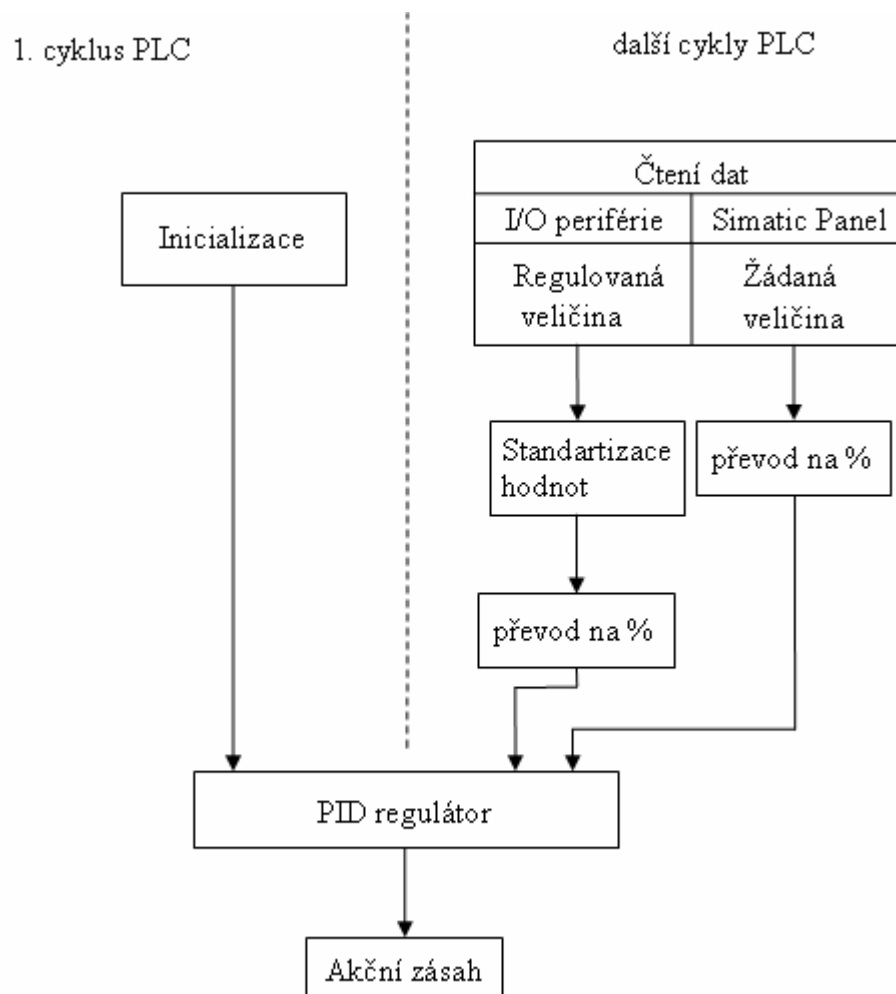 1. cyklus PLC
další cykly PLC
Inicializace
Čtení dat
I/O periférie
Simatic Panel
Regulovaná
veličina
Žádaná
veličina
Standartizace
hodnot
převod na %
převod na %
PID regulátor
Akční zásah